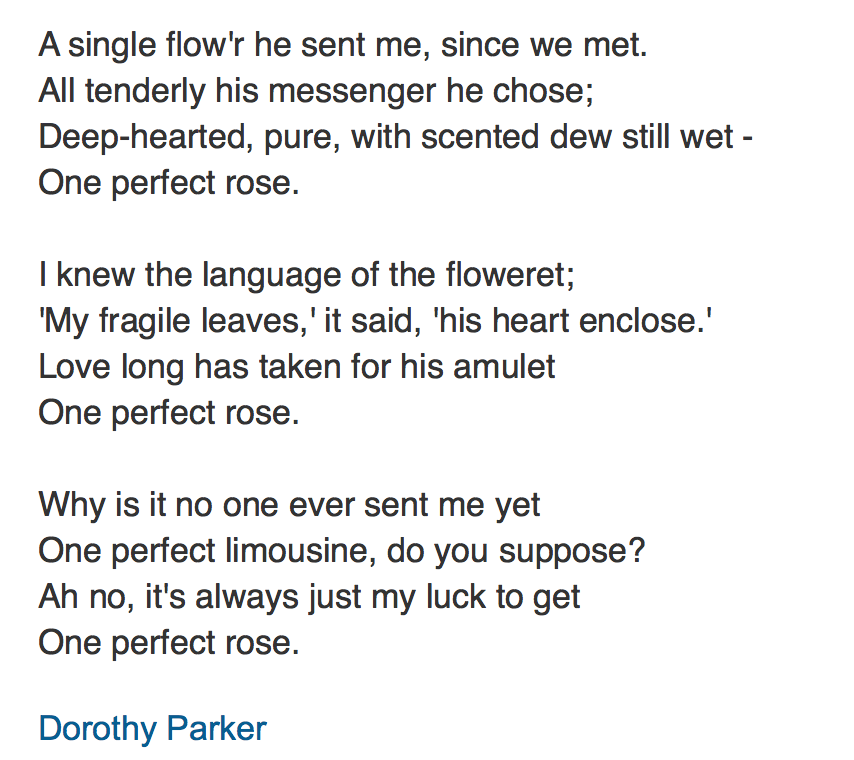 A single flow'r he sent me, since we met.
All tenderly his messenger he chose;
Deep-hearted, pure, with scented dew still wet -
One perfect rose.

I knew the language of the floweret;
'My fragile leaves,' it said, 'his heart enclose.'
Love long has taken for his amulet
One perfect rose.

Why is it no one ever sent me yet
One perfect limousine, do you suppose?
Ah no, it's always just my luck to get
One perfect rose.

Dorothy Parker